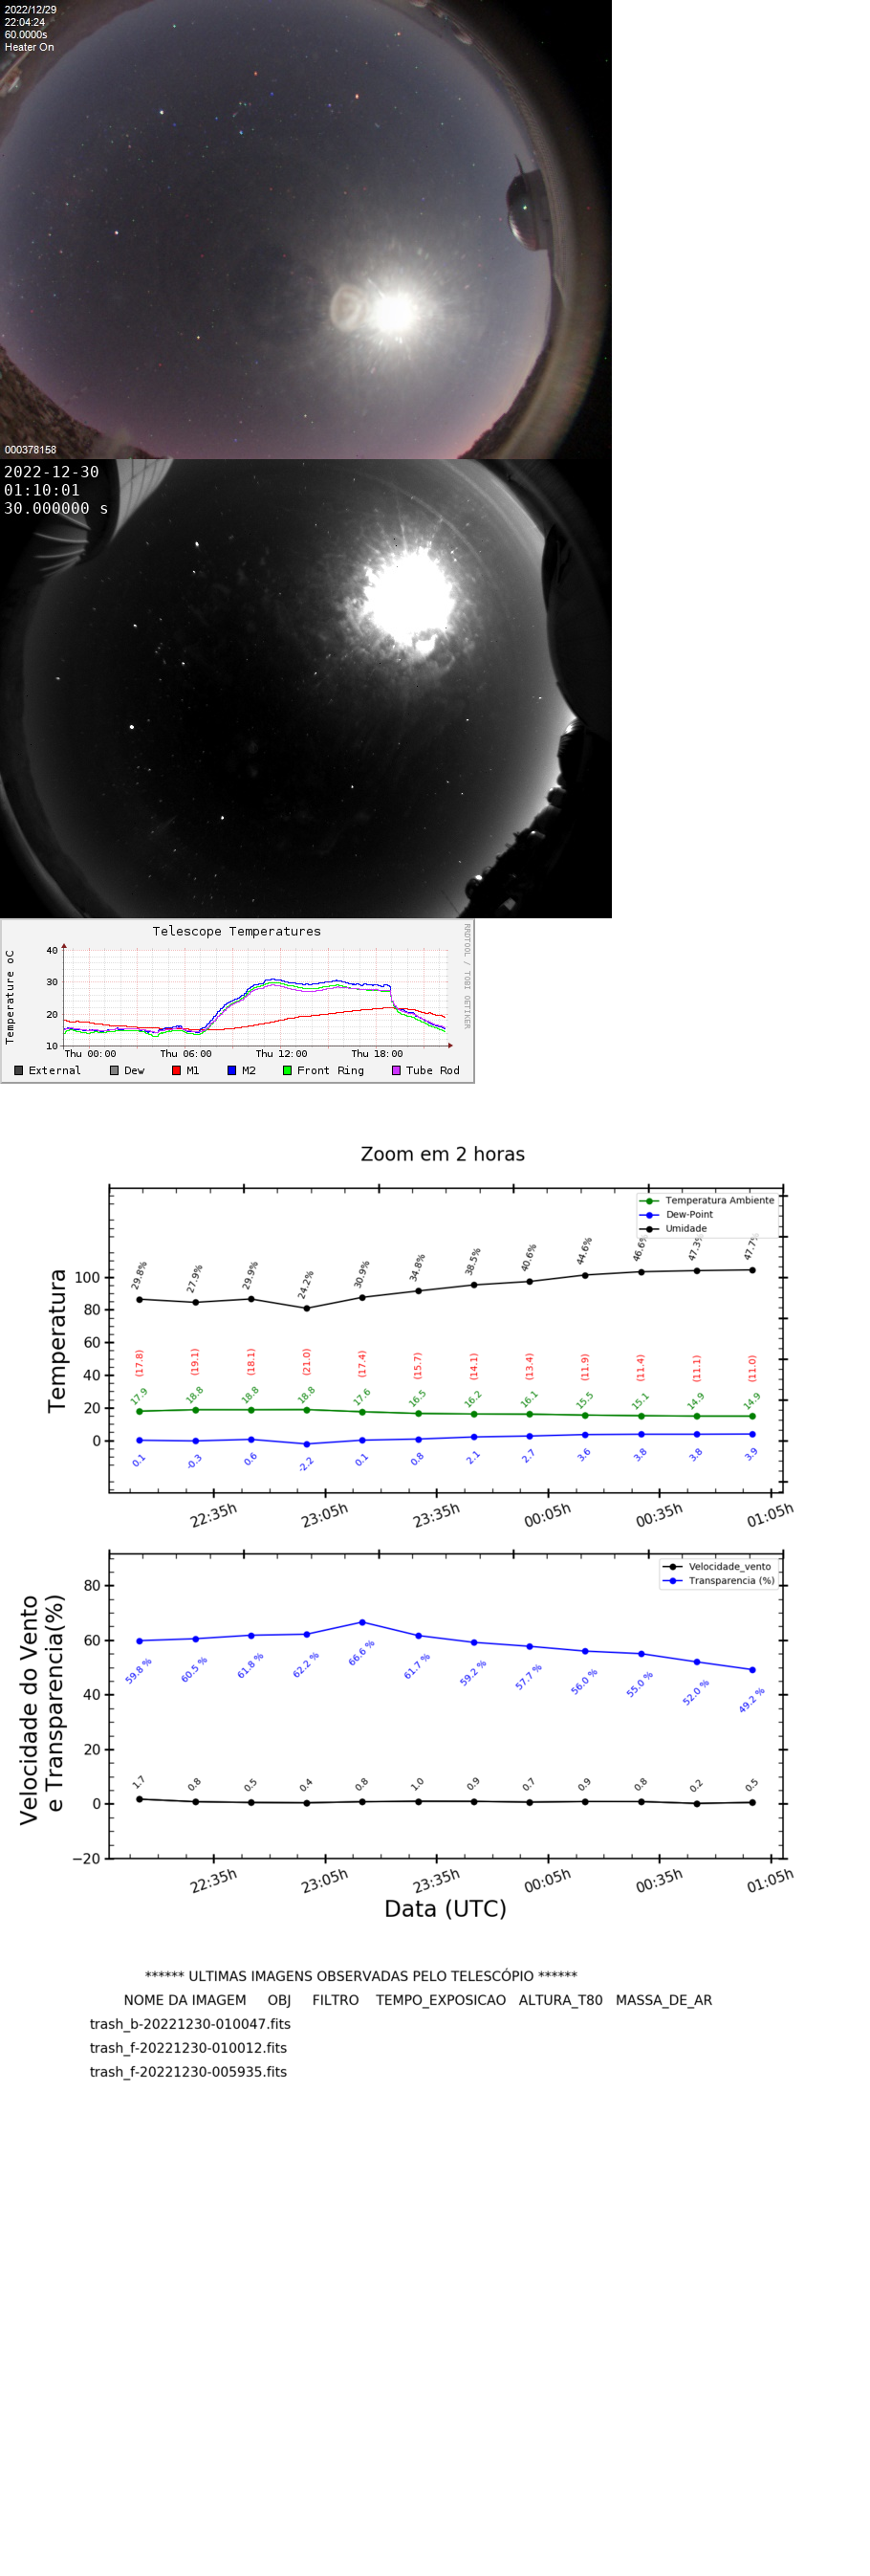 2022/12/29
22:04:24
60.0000s
Heater On
000378158
2022-12-30
01:10:01
30.000000 s
Telescope Temperatures
RRDTOOL / TOBI OETIKER
Temperature oC
40
30
20
10
Thu 00:00 Thu 06:00 Thu 12:00 Thu 18:00
External Dew M1 M2 Front Ring Tube Rod
Zoom em 2 horas
Temperatura Ambiente
Dew-Point
Umidade
Temperatura
100
80
60
40
20
0
29.8% 27.9% 29.9% 24.2% 30.9% 34.8% 38.5% 40.6% 44.6% 46.6% 47.3% 47.7%
(17.8) (19.1) (18.1) (21.0) (17.4) (15.7) (14.1) (13.4) (11.9) (11.4) (11.1) (11.0)
17.9 18.8 18.8 18.8 17.6 16.5 16.2 16.1 15.5 15.1 14.9 14.9
0.1 -0.3 0.6 -2.2 0.1 0.8 2.1 2.7 3.6 3.8 3.8 3.9
22:35h 23:05h 23:35h 00:05h 00:35h 01:05h
Velocidade_vento
Transparencia (%)
Velocidade do Vento
e Transparencia(%)
80
60
40
20
0
−20
59.8 % 60.5 % 61.8 % 62.2 % 66.6 % 61.7 % 59.2 % 57.7 % 56.0 % 55.0 % 52.0 % 49.2 %
1.7 0.8 0.5 0.4 0.8 1.0 0.9 0.7 0.9 0.8 0.2 0.5
22:35h 23:05h 23:35h 00:05h 00:35h 01:05h
Data (UTC)
****** ULTIMAS IMAGENS OBSERVADAS PELO TELESCÓPIO ******
NOME DA IMAGEM OBJ FILTRO TEMPO_EXPOSICAO ALTURA_T80 MASSA_DE_AR
trash_b-20221230-010047.fits
trash_f-20221230-010012.fits
trash_f-20221230-005935.fits